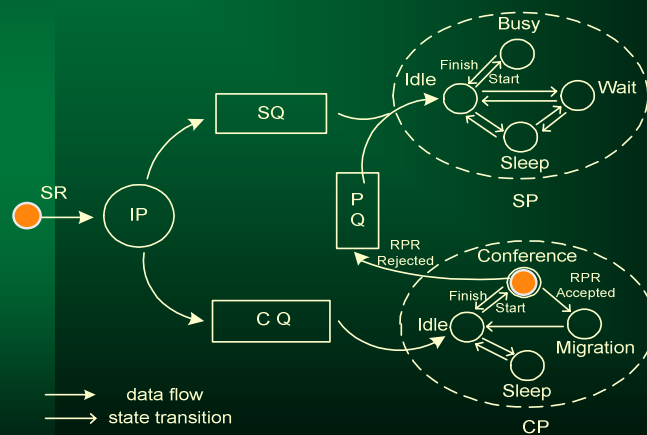 Busy
Finish
Idle
Start
Wait
SQ
Sleep
SP
SR
IP
P
Q
RPR
Rejected
Conference
RPR
Accepted
Finish
Start
C Q
Idle
Migration
Sleep
CP
data flow
state transition